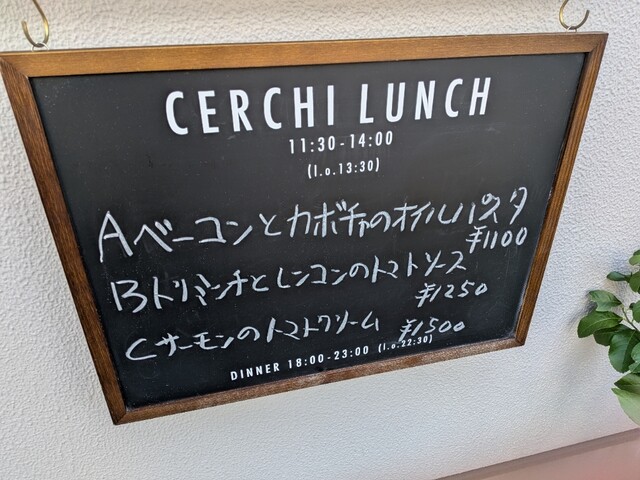 CERCHI LUNCH
11:30-14:00
(l.o.13:30)
Aベーコンとカボチャのオイルパスタ
¥1100
Bトリミンチとレンコンのトマトソース
¥1250
Cサーモンのトマトクリーム ¥1500
DINNER 18:00-23:00 (l.o.22:30)